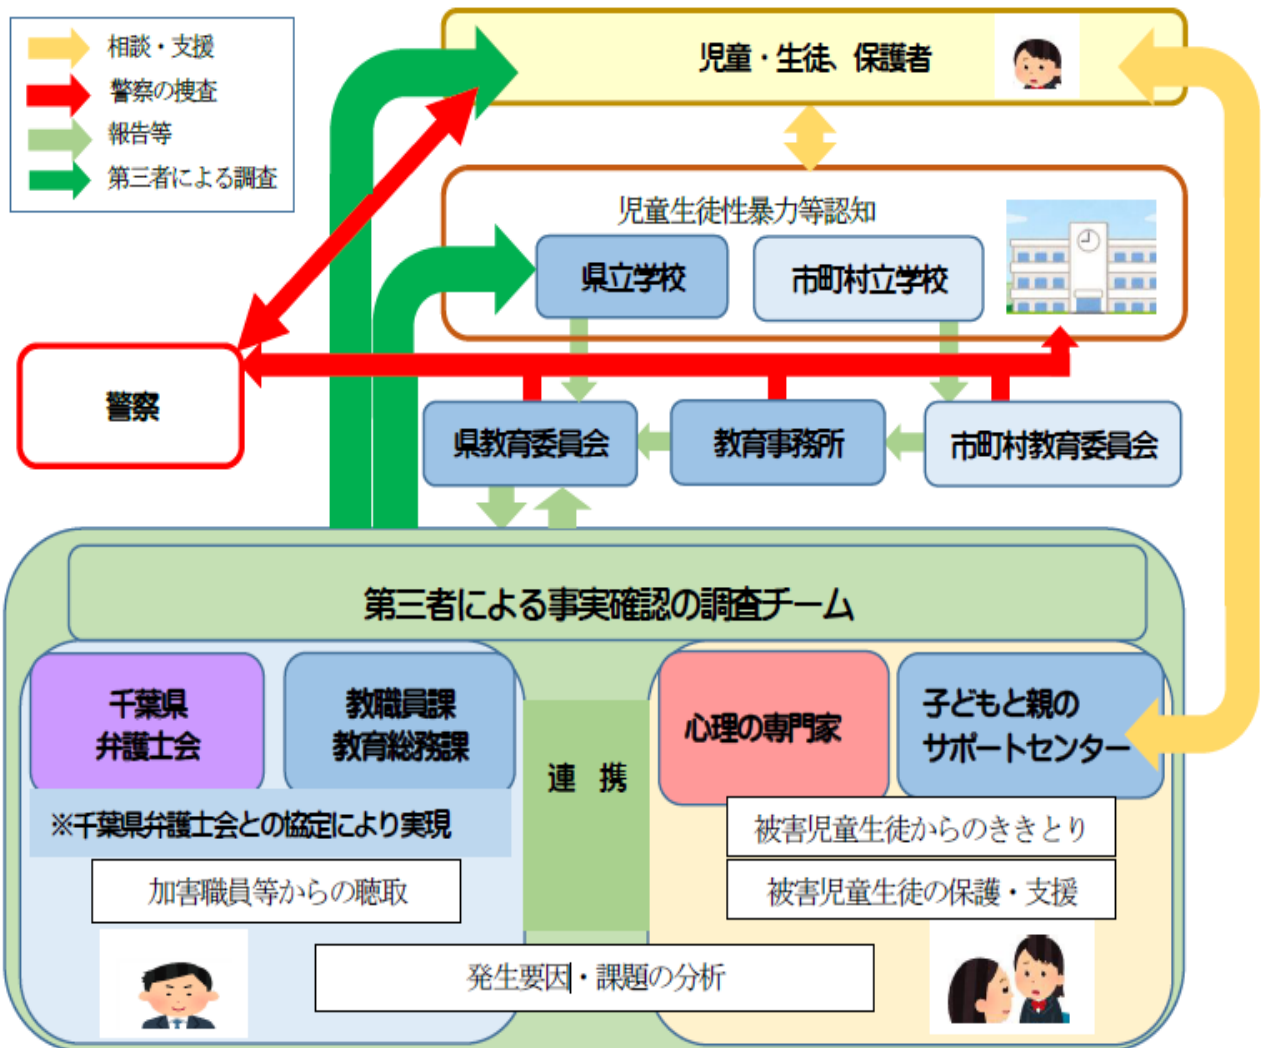 相談・支援
警察の捜査
報告等
第三者による調査
児童・生徒、保護者
児童生徒性暴力等認知
県立学校
市町村立学校
警察
県教育委員会
教育事務所
市町村教育委員会
第三者による事実確認の調査チーム
千葉県
弁護士会
教職員課
教育総務課
連 携
心理の専門家
子どもと親の
サポートセンター
※千葉県弁護士会との協定により実現
被害児童生徒からのききとり
加害職員等からの聴取
被害児童生徒の保護・支援
発生要因・課題の分析